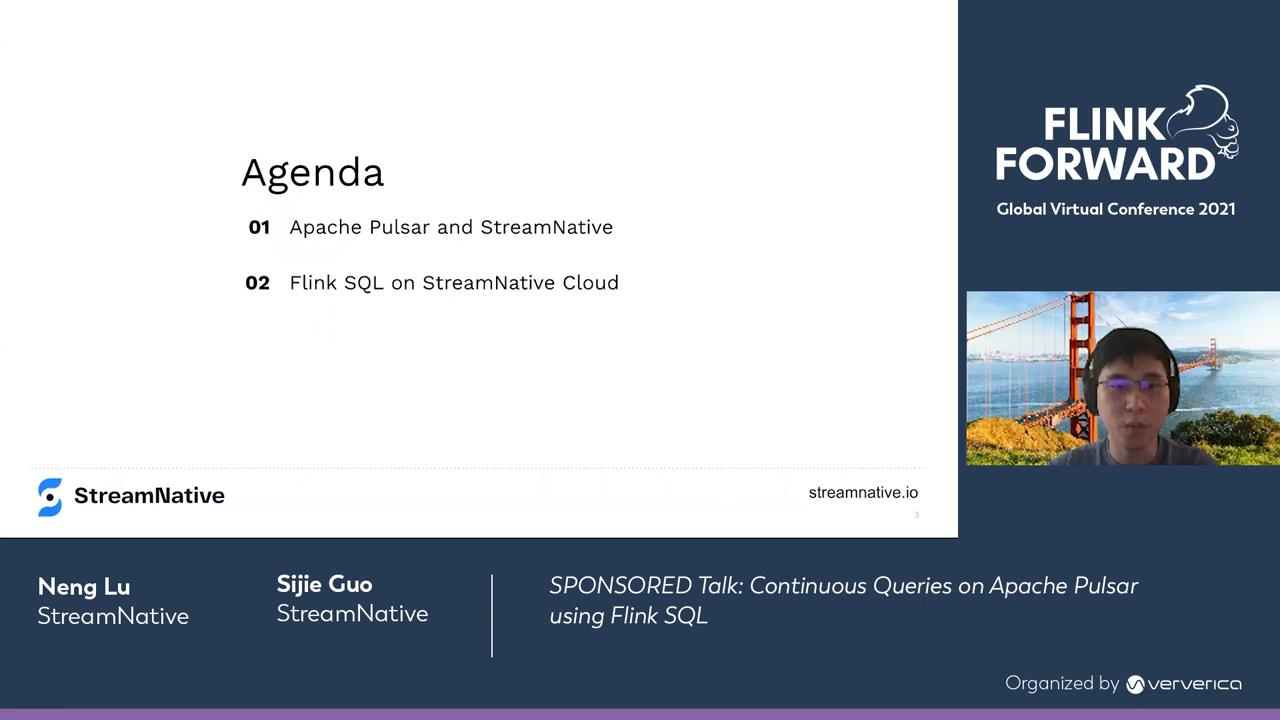 Agenda
01 Apache Pulsar and StreamNative
02 Flink SQL on StreamNative Cloud
StreamNative
streamnative.io
3
FLINK
FORWARD
Global Virtual Conference 2021
Neng Lu
StreamNative
Sijie Guo
StreamNative
SPONSORED Talk: Continuous Queries on Apache Pulsar
using Flink SQL
Organized by ververica